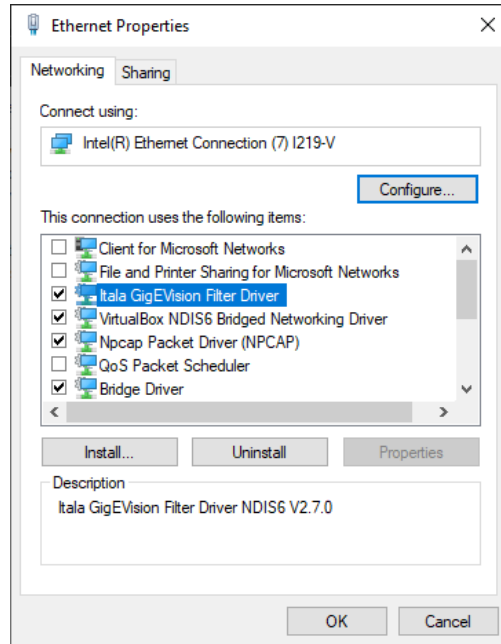 Ethernet Properties
Networking
Sharing
Connect using:
Intel(R) Ethernet Connection (7) I219-V
Configure...
This connection uses the following items:
Client for Microsoft Networks
File and Printer Sharing for Microsoft Networks
Itala GigEVision Filter Driver
VirtualBox NDIS6 Bridged Networking Driver
Npcap Packet Driver (NPCAP)
QoS Packet Scheduler
Bridge Driver
Install...
Uninstall
Properties
Description
Itala GigEVision Filter Driver NDIS6 V2.7.0
OK
Cancel